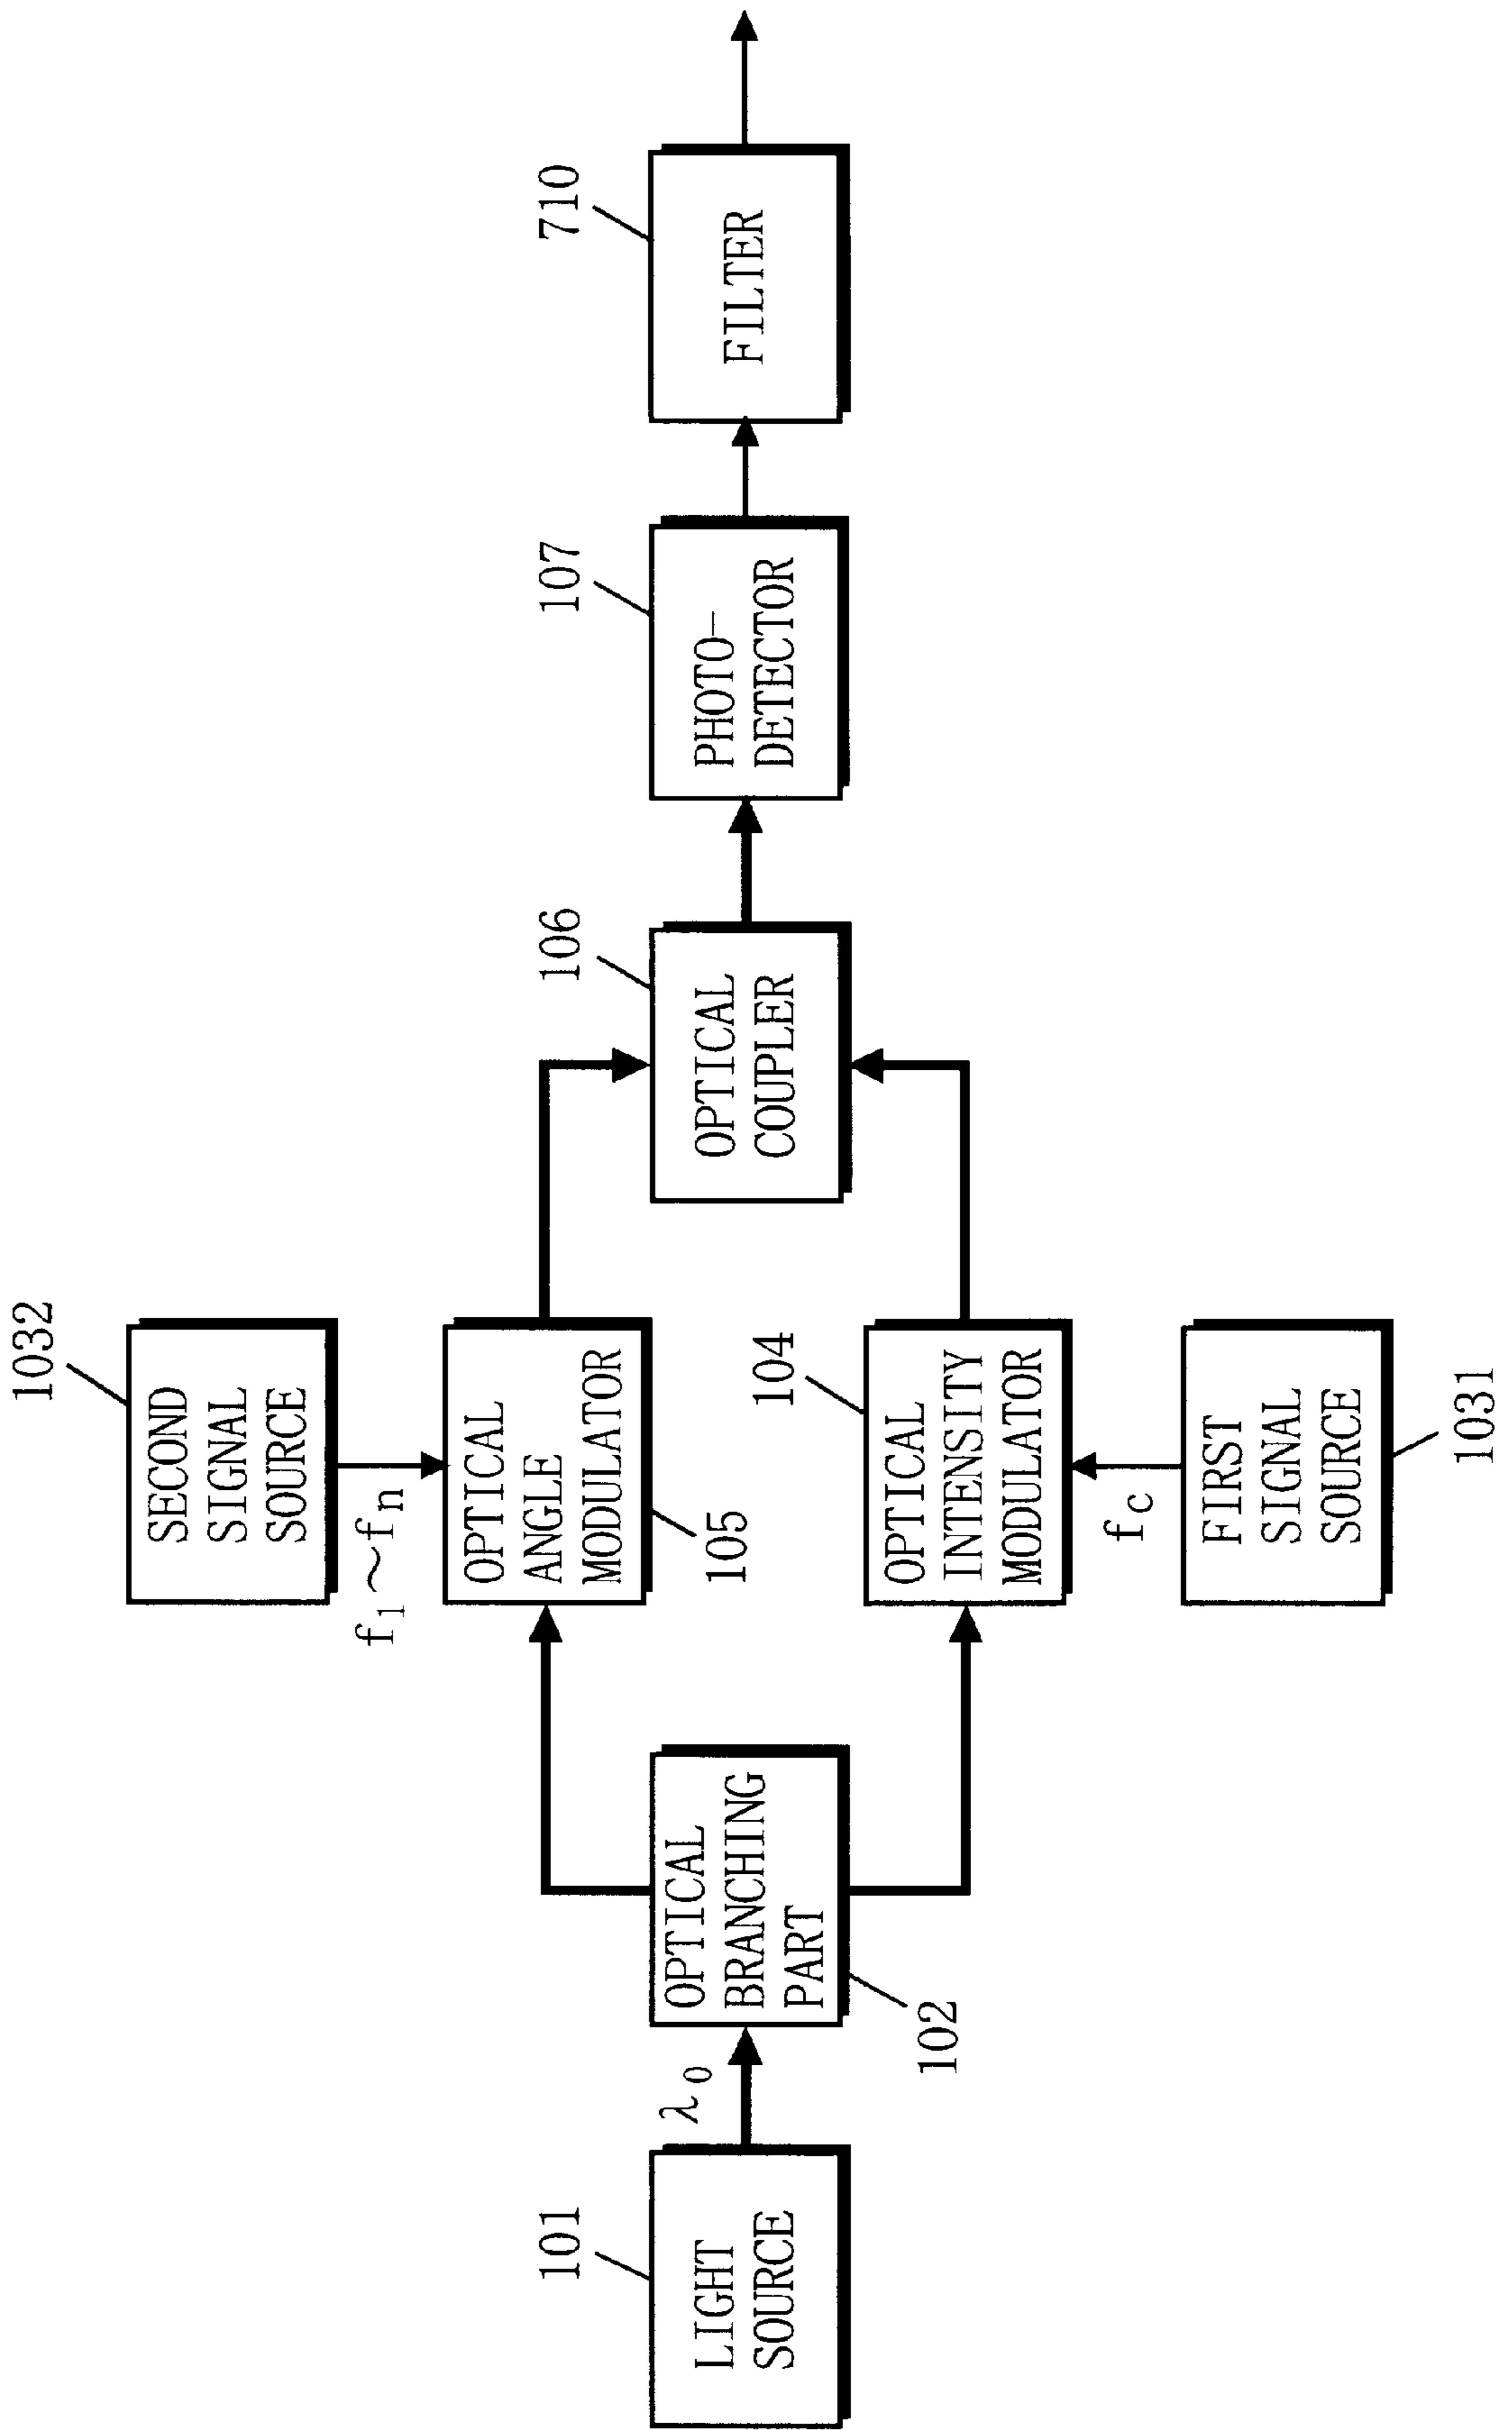 SECOND
SIGNAL
SOURCE
1032
f1~fn
LIGHT
SOURCE
101
λ0
OPTICAL
BRANCHING
PART
102
OPTICAL
ANGLE
MODULATOR
105
OPTICAL
INTENSITY
MODULATOR
104
fc
FIRST
SIGNAL
SOURCE
1031
OPTICAL
COUPLER
106
PHOTO-
DETECTOR
107
FILTER
710